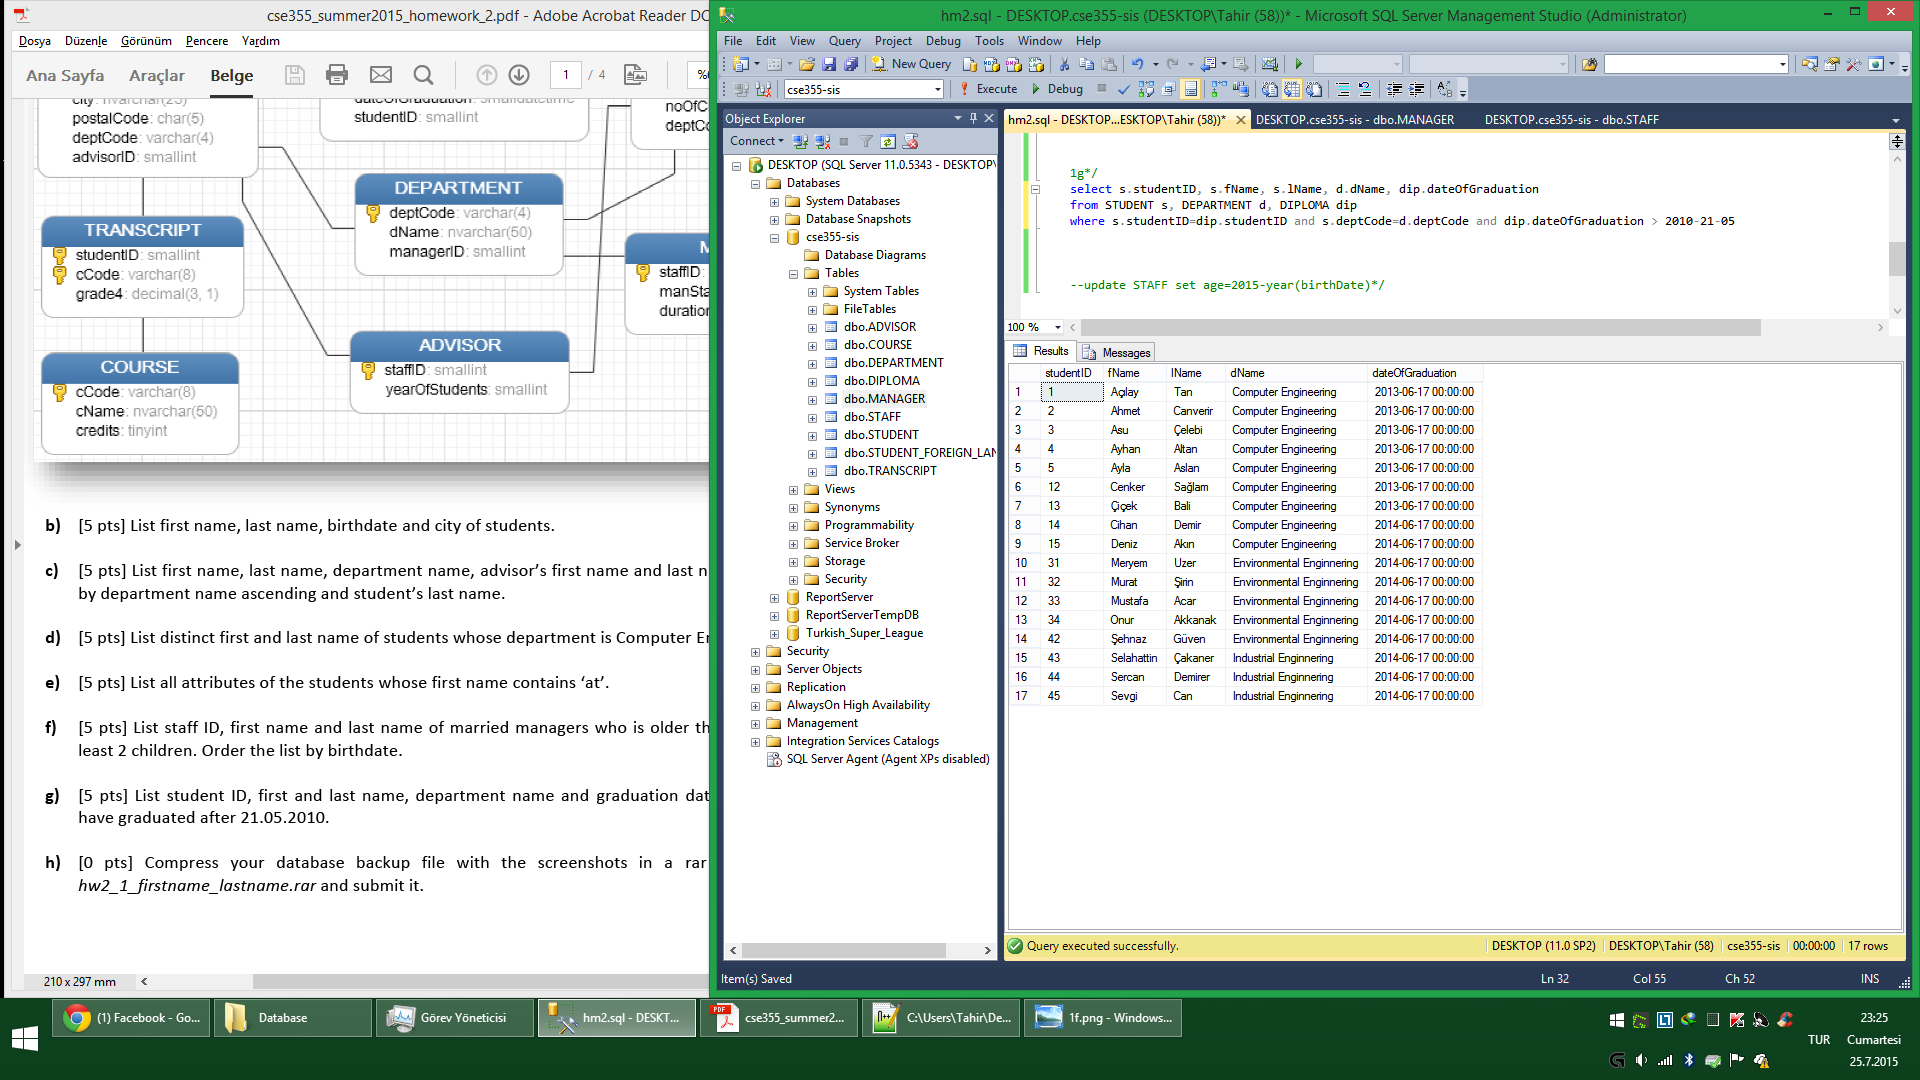 cse355_summer2015_homework_2.pdf - Adobe Acrobat Reader DC
Dosya Düzenle Görünüm Pencere Yardım
Ana Sayfa Araçlar Belge
1 / 4
city: nvarchar(25)
postalCode: char(5)
deptCode: varchar(4)
advisorID: smallint
dateOfGraduation: smalldatetime
studentID: smallint
noOfC
deptCo
TRANSCRIPT
studentID: smallint
cCode: varchar(8)
grade4: decimal(3, 1)
DEPARTMENT
deptCode: varchar(4)
dName: nvarchar(50)
managerID: smallint
M
staffID:
manSta
duration
COURSE
cCode: varchar(8)
cName: nvarchar(50)
credits: tinyint
ADVISOR
staffID: smallint
yearOfStudents: smallint
b) [5 pts] List first name, last name, birthdate and city of students.
c) [5 pts] List first name, last name, department name, advisor's first name and last n
by department name ascending and student's last name.
d) [5 pts] List distinct first and last name of students whose department is Computer En
e) [5 pts] List all attributes of the students whose first name contains ‘at’.
f) [5 pts] List staff ID, first name and last name of married managers who is older th
least 2 children. Order the list by birthdate.
g) [5 pts] List student ID, first and last name, department name and graduation dat
have graduated after 21.05.2010.
h) [0 pts] Compress your database backup file with the screenshots in a rar
hw2_1_firstname_lastname.rar and submit it.
210 x 297 mm
hm2.sql - DESKTOP.cse355-sis (DESKTOP\Tahir (58))* - Microsoft SQL Server Management Studio (Administrator)
File Edit View Query Project Debug Tools Window Help
New Query
cse355-sis Execute Debug
Object Explorer
Connect
DESKTOP (SQL Server 11.0.5343 - DESKTOP\
Databases
System Databases
Database Snapshots
cse355-sis
Database Diagrams
Tables
System Tables
FileTables
dbo.ADVISOR
dbo.COURSE
dbo.DEPARTMENT
dbo.DIPLOMA
dbo.MANAGER
dbo.STAFF
dbo.STUDENT
dbo.STUDENT_FOREIGN_LAN
dbo.TRANSCRIPT
Views
Synonyms
Programmability
Service Broker
Storage
Security
ReportServer
ReportServerTempDB
Turkish_Super_League
Security
Server Objects
Replication
AlwaysOn High Availability
Management
Integration Services Catalogs
SQL Server Agent (Agent XPs disabled)
hm2.sql - DESKTOP...ESKTOP\Tahir (58))* DESKTOP.cse355-sis - dbo.MANAGER DESKTOP.cse355-sis - dbo.STAFF
1g*/
select s.studentID, s.fName, s.lName, d.dName, dip.dateOfGraduation
from STUDENT s, DEPARTMENT d, DIPLOMA dip
where s.studentID=dip.studentID and s.deptCode=d.deptCode and dip.dateOfGraduation > 2010-21-05
--update STAFF set age=2015-year(birthDate)*/
100 %
Results Messages
studentID fName lName dName dateOfGraduation
1 1 Açılay Tan Computer Engineering 2013-06-17 00:00:00
2 2 Ahmet Canverir Computer Engineering 2013-06-17 00:00:00
3 3 Asu Çelebi Computer Engineering 2013-06-17 00:00:00
4 4 Ayhan Altan Computer Engineering 2013-06-17 00:00:00
5 5 Ayla Aslan Computer Engineering 2013-06-17 00:00:00
6 12 Cenker Sağlam Computer Engineering 2013-06-17 00:00:00
7 13 Çiçek Bali Computer Engineering 2013-06-17 00:00:00
8 14 Cihan Demir Computer Engineering 2014-06-17 00:00:00
9 15 Deniz Akın Computer Engineering 2014-06-17 00:00:00
10 31 Meryem Uzer Environmental Enginnering 2014-06-17 00:00:00
11 32 Murat Şirin Environmental Enginnering 2014-06-17 00:00:00
12 33 Mustafa Acar Environmental Enginnering 2014-06-17 00:00:00
13 34 Onur Akkanak Environmental Enginnering 2014-06-17 00:00:00
14 42 Şehnaz Güven Environmental Enginnering 2014-06-17 00:00:00
15 43 Selahattin Çakaner Industrial Enginnering 2014-06-17 00:00:00
16 44 Sercan Demirer Industrial Enginnering 2014-06-17 00:00:00
17 45 Sevgi Can Industrial Enginnering 2014-06-17 00:00:00
Query executed successfully. DESKTOP (11.0 SP2) DESKTOP\Tahir (58) cse355-sis 00:00:00 17 rows
Item(s) Saved Ln 32 Col 55 Ch 52 INS
(1) Facebook - Go... Database Görev Yöneticisi hm2.sql - DESKT... cse355_summer2... C:\Users\Tahir\De... 1f.png - Windows...
TUR
23:25
Cumartesi
25.7.2015